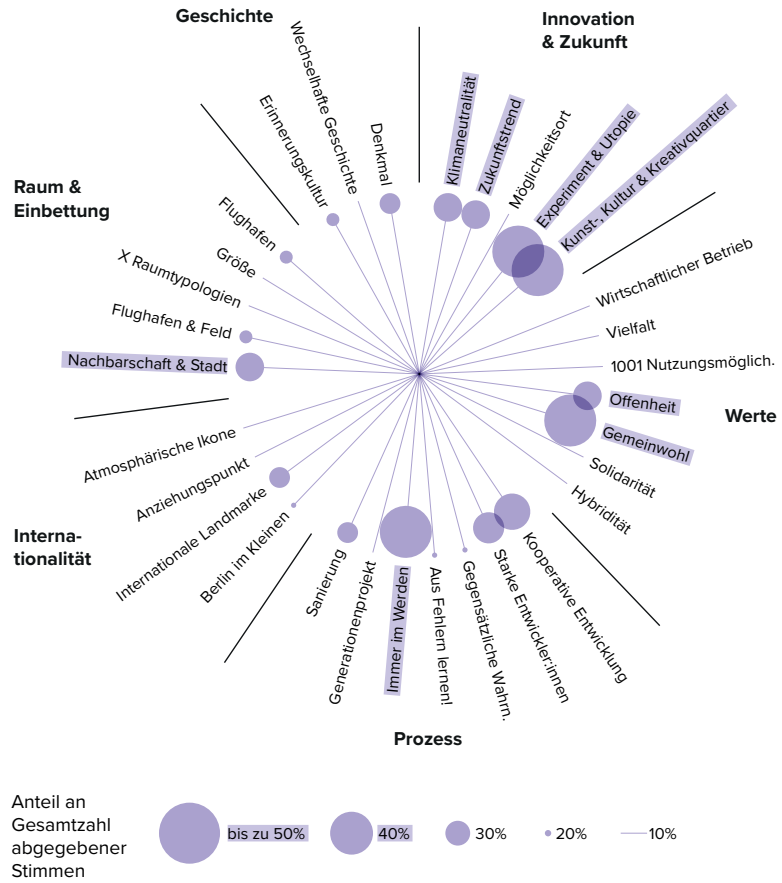 Geschichte
Wechselhafte Geschichte
Erinnerungskultur
Denkmal
Innovation
& Zukunft
Klimaneutralität
Zukunftstrend
Möglichkeitsort
Experiment & Utopie
Kunst-, Kultur & Kreativquartier
Raum &
Einbettung
Flughafen
Größe
X Raumtypologien
Flughafen & Feld
Nachbarschaft & Stadt
Wirtschaftlicher Betrieb
Vielfalt
1001 Nutzungsmöglich.
Offenheit
Gemeinwohl
Solidarität
Hybridität
Werte
Interna-
tionalität
Atmosphärische Ikone
Anziehungspunkt
Internationale Landmarke
Berlin im Kleinen
Sanierung
Generationenprojekt
Immer im Werden
Aus Fehlern lernen!
Gegensätzliche Wahrn.
Starke Entwickler:innen
Kooperative Entwicklung
Prozess
Anteil an
Gesamtzahl
abgegebener
Stimmen
bis zu 50%
40%
30%
20%
10%